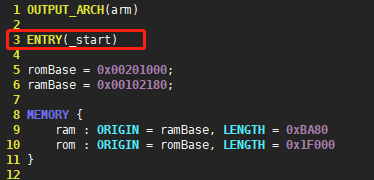 1 OUTPUT_ARCH(arm)
2
3 ENTRY(_start)
4
5 romBase = 0x00201000;
6 ramBase = 0x00102180;
7
8 MEMORY {
9     ram : ORIGIN = ramBase, LENGTH = 0xBA80
10     rom : ORIGIN = romBase, LENGTH = 0x1F000
11 }
12